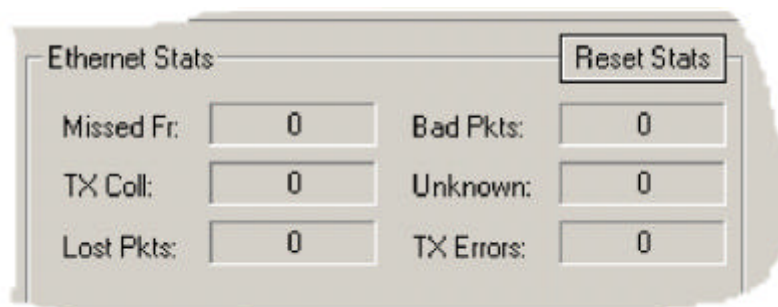 Ethernet Stats Reset Stats
Missed Fr: 0 Bad Pkts: 0
TX Coll: 0 Unknown: 0
Lost Pkts: 0 TX Errors: 0